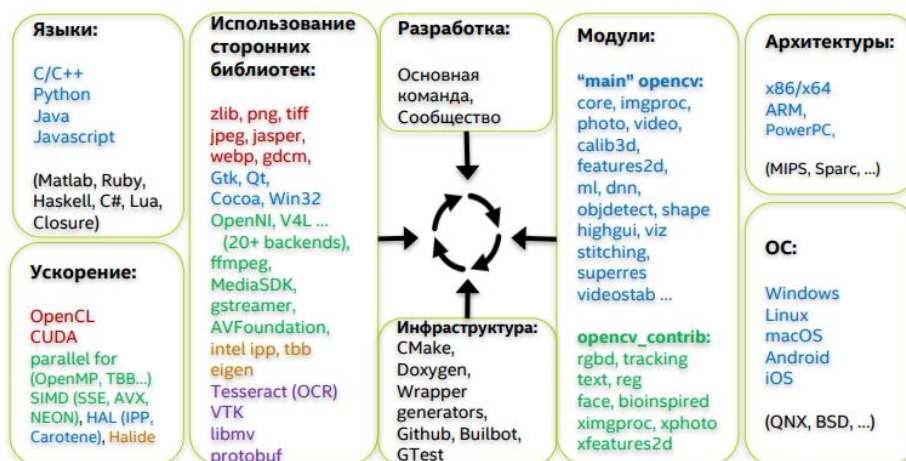 Языки:
C/C++
Python
Java
Javascript
(Matlab, Ruby,
Haskell, C#, Lua,
Closure)
Ускорение:
OpenCL
CUDA
parallel for
(OpenMP, TBB...)
SIMD (SSE, AVX,
NEON), HAL (IPP,
Carotene), Halide
Использование
сторонних
библиотек:
zlib, png, tiff
jpeg, jasper,
webp, gdcm,
Gtk, Qt,
Cocoa, Win32
OpenNI, V4L ...
(20+ backends),
ffmpeg,
MediaSDK,
gstreamer,
AVFoundation,
intel ipp, tbb
eigen
Tesseract (OCR)
VTK
libmv
protobuf
Разработка:
Основная
команда,
Сообщество
Инфраструктура:
CMake,
Doxygen,
Wrapper
generators,
Github, Builbot,
GTest
Модули:
“main” opencv:
core, imgproc,
photo, video,
calib3d,
features2d,
ml, dnn,
objdetect, shape
highgui, viz
stitching,
superres
videostab ...
opencv_contrib:
rgbd, tracking
text, reg
face, bioinspired
ximgproc, xphoto
xfeatures2d
Архитектуры:
x86/x64
ARM,
PowerPC,
(MIPS, Sparc, ...)
ОС:
Windows
Linux
macOS
Android
iOS
(QNX, BSD, ...)